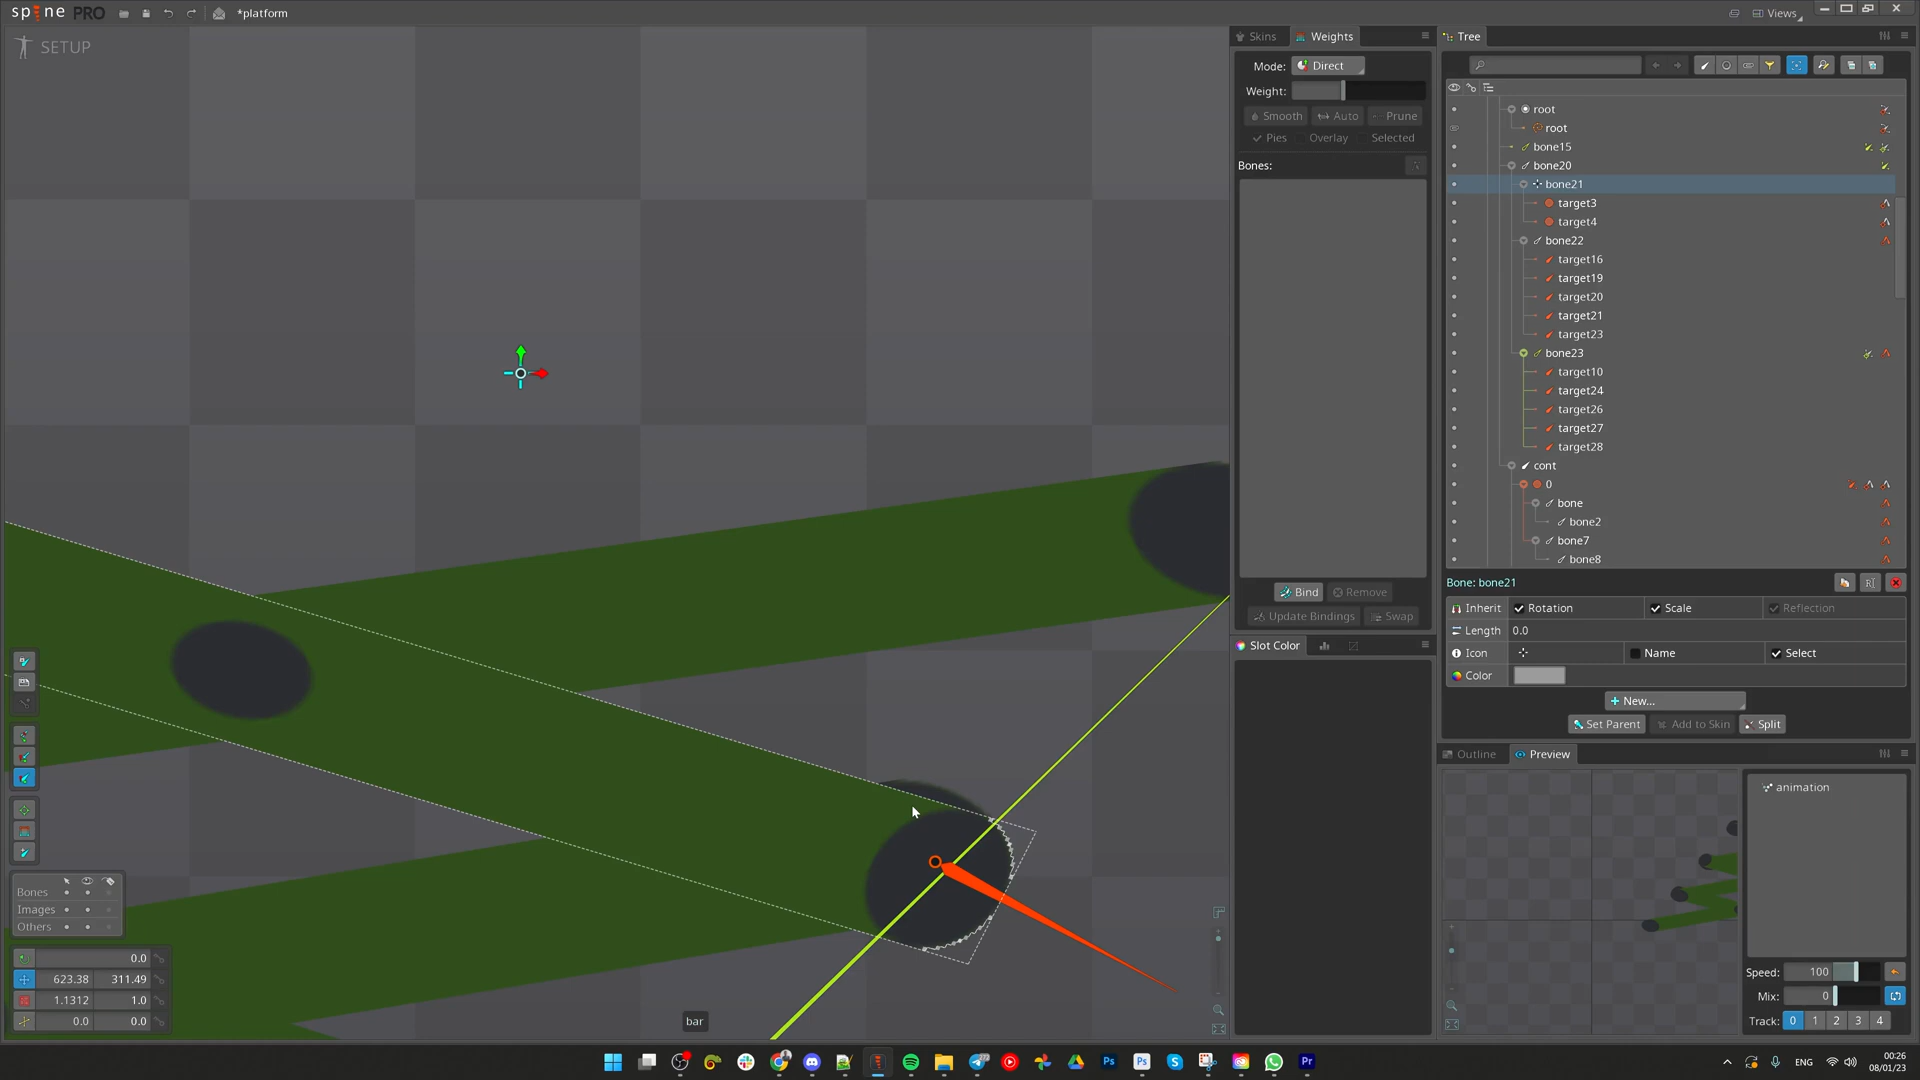 spine PRO
*platform
Views
SETUP
Skins
Weights
Tree
Mode:
Direct
Weight:
Smooth
Auto
Prune
Pies
Overlay
Selected
Bones:
Bind
Remove
Update Bindings
Swap
Slot Color
root
root
bone15
bone20
bone21
target3
target4
bone22
target16
target19
target20
target21
target23
bone23
target10
target24
target26
target27
target28
cont
0
bone
bone2
bone7
bone8
Bone: bone21
Inherit
Rotation
Scale
Reflection
Length
0.0
Icon
Name
Select
Color
New...
Set Parent
Add to Skin
Split
Outline
Preview
animation
Speed:
100
Mix:
0
Track:
0 1 2 3 4
Bones
Images
Others
0.0
623.38 311.49
1.1312 1.0
0.0 0.0
bar
Ps
Ps
Pr
ENG
00:26
08/01/23